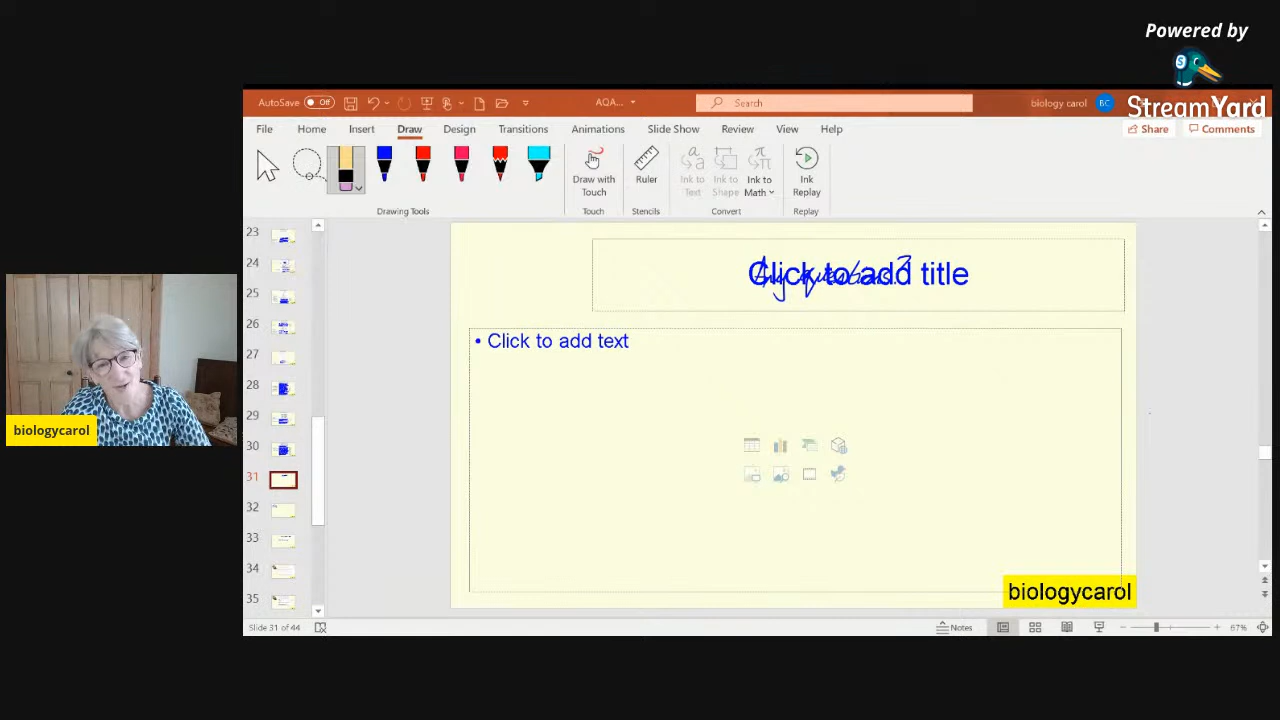 Powered by
StreamYard
AutoSave Off
AQA...
Search
biology carol
BC
File Home Insert Draw Design Transitions Animations Slide Show Review View Help
Share Comments
Draw with Touch
Ruler
Ink to Text
Ink to Shape
Ink to Math
Ink Replay
Drawing Tools Touch Stencils Convert Replay
23
24
25
26
27
28
29
30
31
32
33
34
35
Click to add title
Any questions?
• Click to add text
biologycarol
biologycarol
Slide 31 of 44
Notes
67%